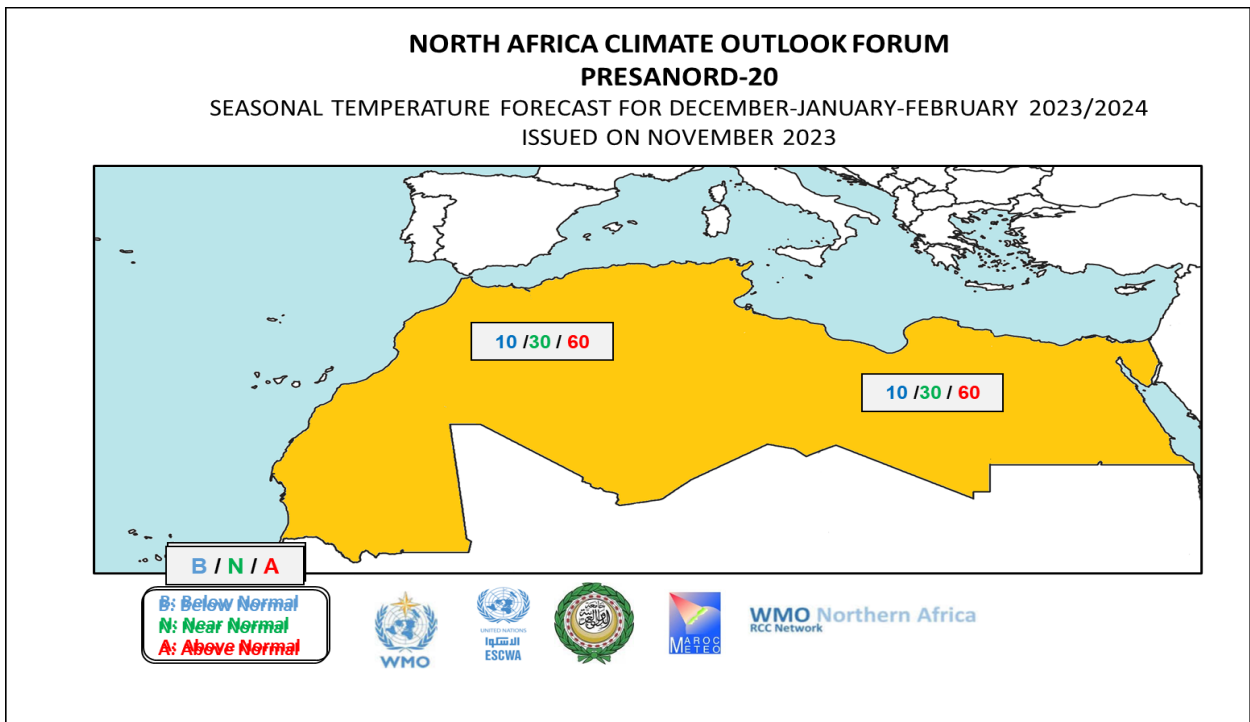 NORTH AFRICA CLIMATE OUTLOOK FORUM
PRESANORD-20
SEASONAL TEMPERATURE FORECAST FOR DECEMBER-JANUARY-FEBRUARY 2023/2024
ISSUED ON NOVEMBER 2023
10 /30 / 60
10 /30 / 60
B / N / A
B: Below Normal
N: Near Normal
A: Above Normal
WMO
UNITED NATIONS
الاسكوا
ESCWA
MAROC
METEO
WMO Northern Africa
RCC Network